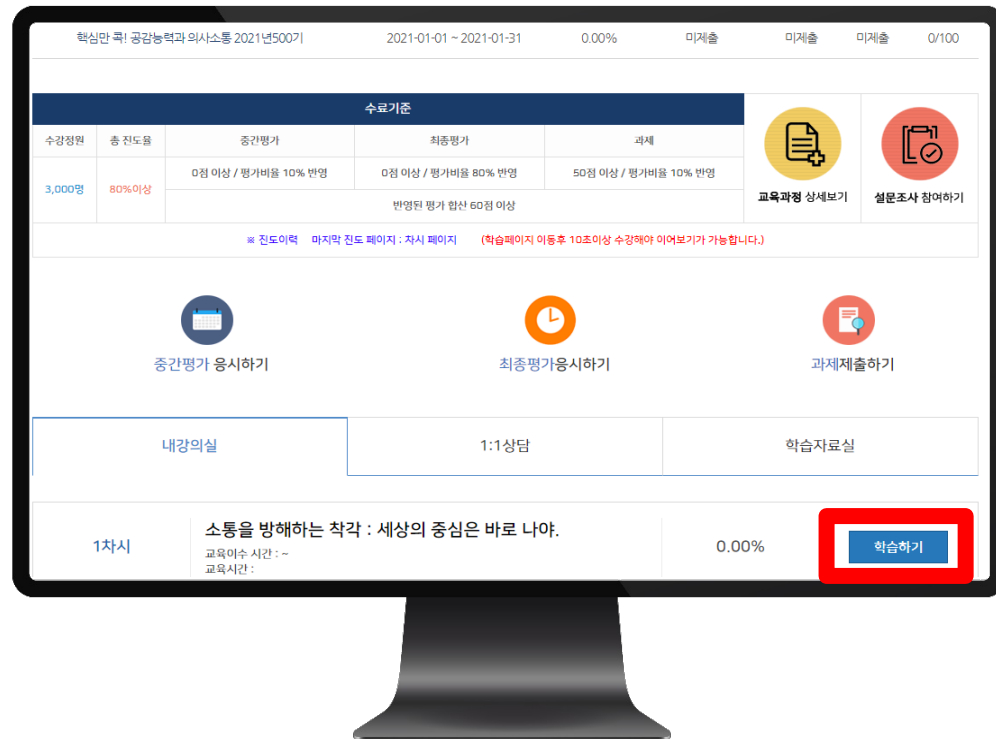 핵심만 콕! 공감능력과 의사소통 2021년500기 2021-01-01 ~ 2021-01-31 0.00% 미제출 미제출 미제출 0/100
수료기준
수강정원 총 진도율 중간평가 최종평가 과제
3,000명 80%이상 0점 이상 / 평가비율 10% 반영 0점 이상 / 평가비율 80% 반영 50점 이상 / 평가비율 10% 반영
반영된 평가 합산 60점 이상
교육과정 상세보기 설문조사 참여하기
※ 진도이력 마지막 진도 페이지 : 차시 페이지 (학습페이지 이동후 10초이상 수강해야 이어보기가 가능합니다.)
중간평가 응시하기 최종평가응시하기 과제제출하기
내강의실 1:1상담 학습자료실
1차시 소통을 방해하는 착각 : 세상의 중심은 바로 나야. 0.00% 학습하기
교육이수 시간 : ~
교육시간 :